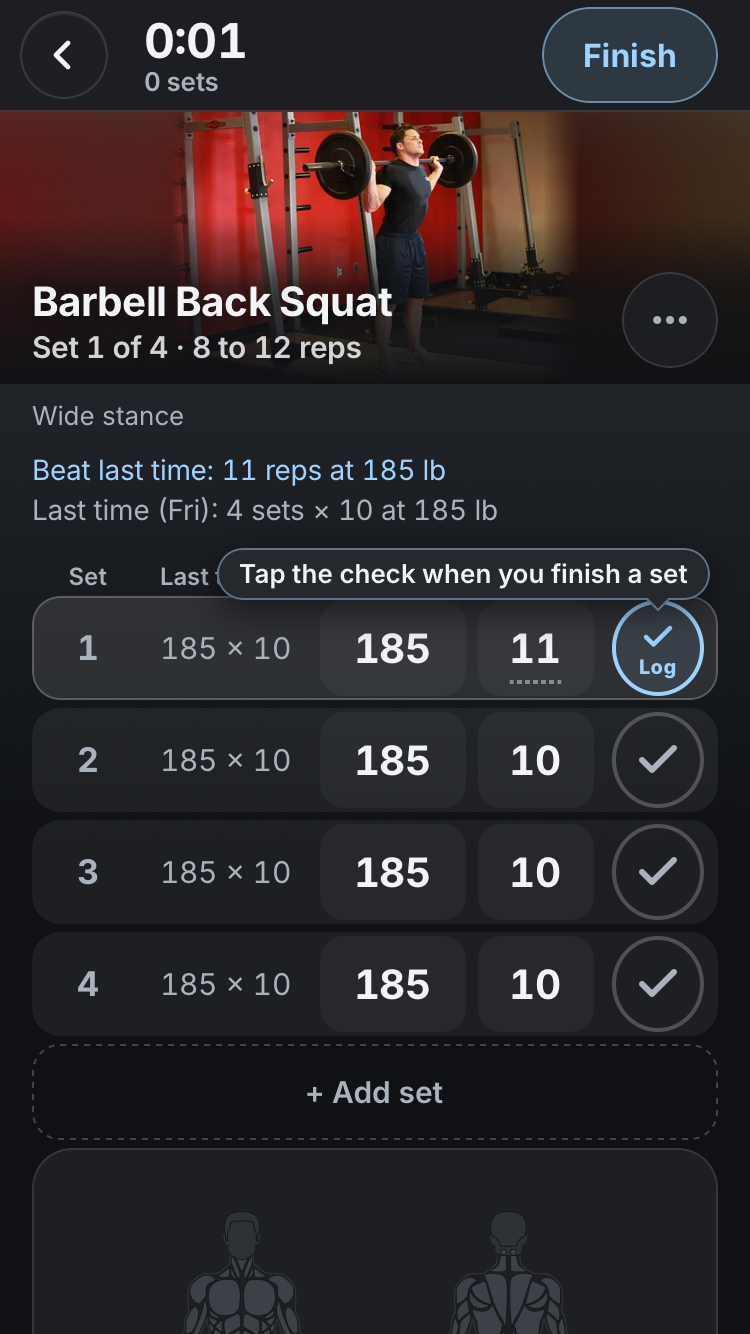 0:01
0 sets
Finish
Barbell Back Squat
Set 1 of 4 · 8 to 12 reps
Wide stance
Beat last time: 11 reps at 185 lb
Last time (Fri): 4 sets × 10 at 185 lb
Set Last
Tap the check when you finish a set
1 185 × 10 185 11 Log
2 185 × 10 185 10
3 185 × 10 185 10
4 185 × 10 185 10
+ Add set